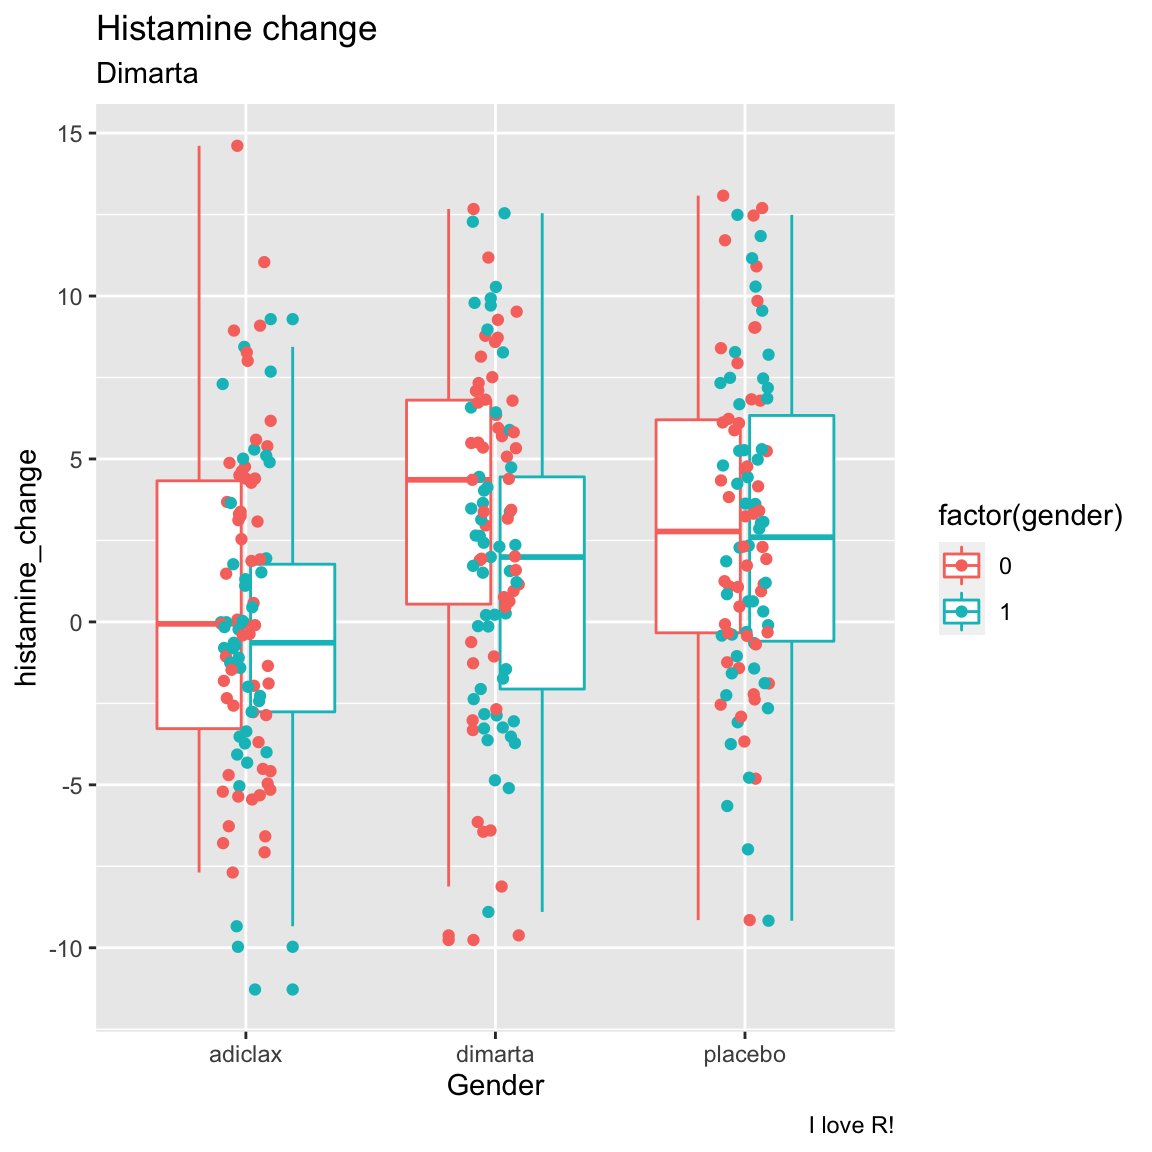 Histamine change
Dimarta
histamine_change
15
10
5
0
-5
-10
adiclax
dimarta
placebo
Gender
factor(gender)
0
1
I love R!